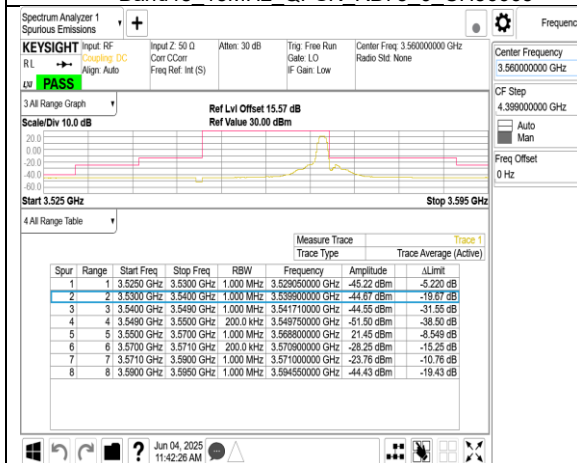 Spectrum Analyzer 1
Spurious Emissions
Frequenc
KEYSIGHT Input: RF Input Z: 50 Ω Atten: 30 dB Trig: Free Run Center Freq: 3.560000000 GHz
RL Coupling: DC Corr CCorr Gate: LO Radio Std: None
Align: Auto Freq Ref: Int (S) IF Gain: Low
LXI PASS
Center Frequency
3.560000000 GHz
CF Step
4.399000000 GHz
Auto
Man
Freq Offset
0 Hz
3 All Range Graph
Ref Lvl Offset 15.57 dB
Scale/Div 10.0 dB Ref Value 30.00 dBm
20.0
0.00
-20.0
-40.0
-60.0
Start 3.525 GHz Stop 3.595 GHz
4 All Range Table
Measure Trace Trace 1
Trace Type Trace Average (Active)
Spur Range Start Freq Stop Freq RBW Frequency Amplitude ΔLimit
1 1 3.5250 GHz 3.5300 GHz 1.000 MHz 3.529050000 GHz -45.22 dBm -5.220 dB
2 2 3.5300 GHz 3.5400 GHz 1.000 MHz 3.539900000 GHz -44.67 dBm -19.67 dB
3 3 3.5400 GHz 3.5490 GHz 1.000 MHz 3.541710000 GHz -44.55 dBm -31.55 dB
4 4 3.5490 GHz 3.5500 GHz 200.0 kHz 3.549750000 GHz -51.50 dBm -38.50 dB
5 5 3.5500 GHz 3.5700 GHz 1.000 MHz 3.568800000 GHz 21.45 dBm -8.549 dB
6 6 3.5700 GHz 3.5710 GHz 200.0 kHz 3.570900000 GHz -28.25 dBm -15.25 dB
7 7 3.5710 GHz 3.5900 GHz 1.000 MHz 3.571000000 GHz -23.76 dBm -10.76 dB
8 8 3.5900 GHz 3.5950 GHz 1.000 MHz 3.594550000 GHz -44.43 dBm -19.43 dB
Jun 04, 2025
11:42:26 AM